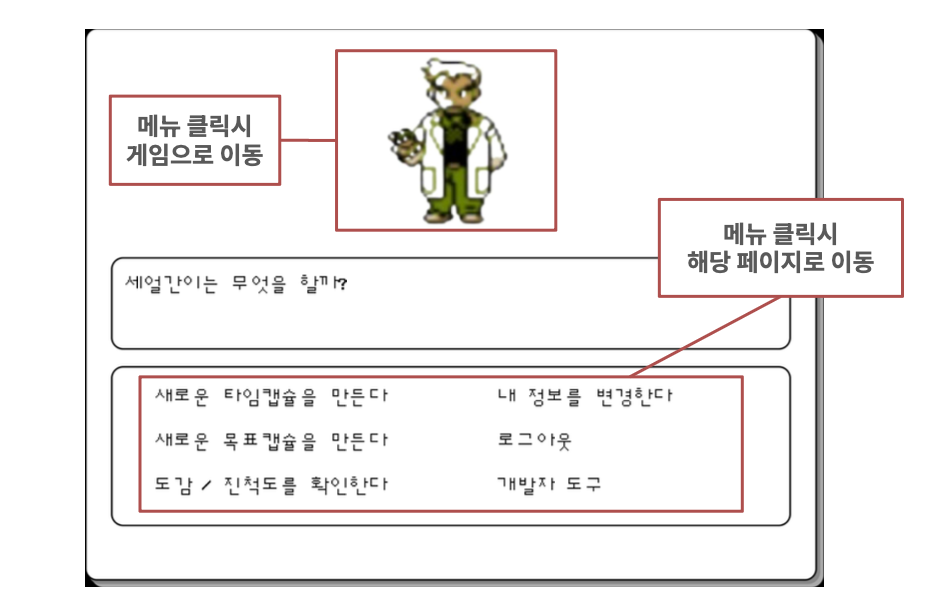 메뉴 클릭시
게임으로 이동
메뉴 클릭시
해당 페이지로 이동
세얼간이는 무엇을 할까?
새로운 타임캡슐을 만든다
내 정보를 변경한다
새로운 목표캡슐을 만든다
로그아웃
도감 / 진척도를 확인한다
개발자 도구